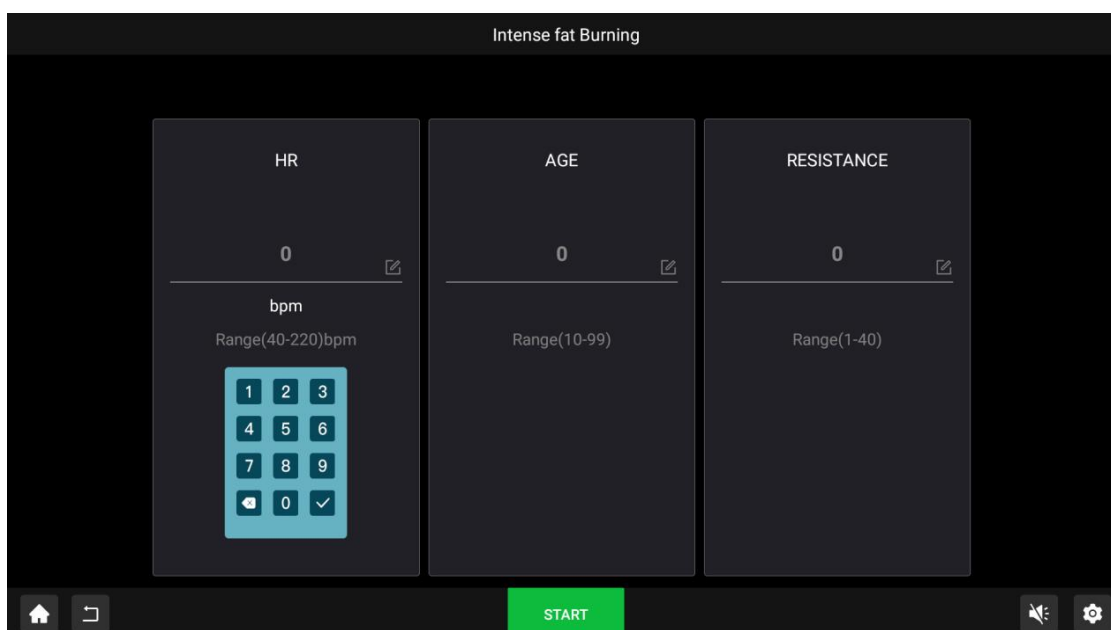 Intense fat Burning
HR
0
bpm
Range(40-220)bpm
1 2 3
4 5 6
7 8 9
0
AGE
0
Range(10-99)
RESISTANCE
0
Range(1-40)
START